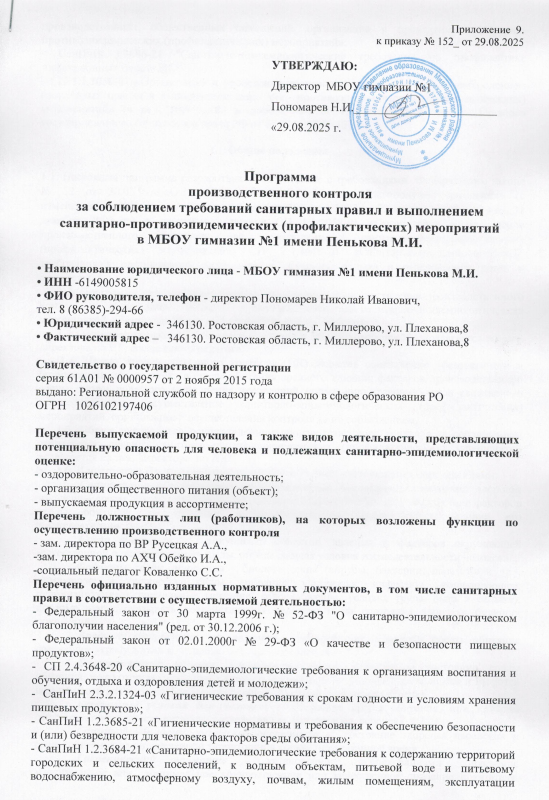 Приложение 9.
к приказу № 152_ от 29.08.2025
УТВЕРЖДАЮ:
Директор МБОУ гимназии №1
Пономарев Н.И.
«29.08.2025 г.
Программа
производственного контроля
за соблюдением требований санитарных правил и выполнением
санитарно-противоэпидемических (профилактических) мероприятий
в МБОУ гимназии №1 имени Пенькова М.И.
• Наименование юридического лица - МБОУ гимназия №1 имени Пенькова М.И.
• ИНН -6149005815
• ФИО руководителя, телефон - директор Пономарев Николай Иванович,
тел. 8 (86385)-294-66
• Юридический адрес - 346130. Ростовская область, г. Миллерово, ул. Плеханова,8
• Фактический адрес – 346130. Ростовская область, г. Миллерово, ул. Плеханова,8
Свидетельство о государственной регистрации
серия 61А01 № 0000957 от 2 ноября 2015 года
выдано: Региональной службой по надзору и контролю в сфере образования РО
ОГРН 1026102197406
Перечень выпускаемой продукции, а также видов деятельности, представляющих
потенциальную опасность для человека и подлежащих санитарно-эпидемиологической
оценке:
- оздоровительно-образовательная деятельность;
- организация общественного питания (объект);
- выпускаемая продукция в ассортименте;
Перечень должностных лиц (работников), на которых возложены функции по
осуществлению производственного контроля
- зам. директора по ВР Русецкая А.А.,
-зам. директора по АХЧ Обейко И.А.,
-социальный педагог Коваленко С.С.
Перечень официально изданных нормативных документов, в том числе санитарных
правил в соответствии с осуществляемой деятельностью:
- Федеральный закон от 30 марта 1999г. № 52-ФЗ "О санитарно-эпидемиологическом
благополучии населения" (ред. от 30.12.2006 г.);
- Федеральный закон от 02.01.2000г № 29-ФЗ «О качестве и безопасности пищевых
продуктов»;
- СП 2.4.3648-20 «Санитарно-эпидемиологические требования к организациям воспитания и
обучения, отдыха и оздоровления детей и молодежи»;
- СанПиН 2.3.2.1324-03 «Гигиенические требования к срокам годности и условиям хранения
пищевых продуктов»;
- СанПиН 1.2.3685-21 «Гигиенические нормативы и требования к обеспечению безопасности
и (или) безвредности для человека факторов среды обитания»;
- СанПиН 1.2.3684-21 «Санитарно-эпидемиологические требования к содержанию территорий
городских и сельских поселений, к водным объектам, питьевой воде и питьевому
водоснабжению, атмосферному воздуху, почвам, жилым помещениям, эксплуатации